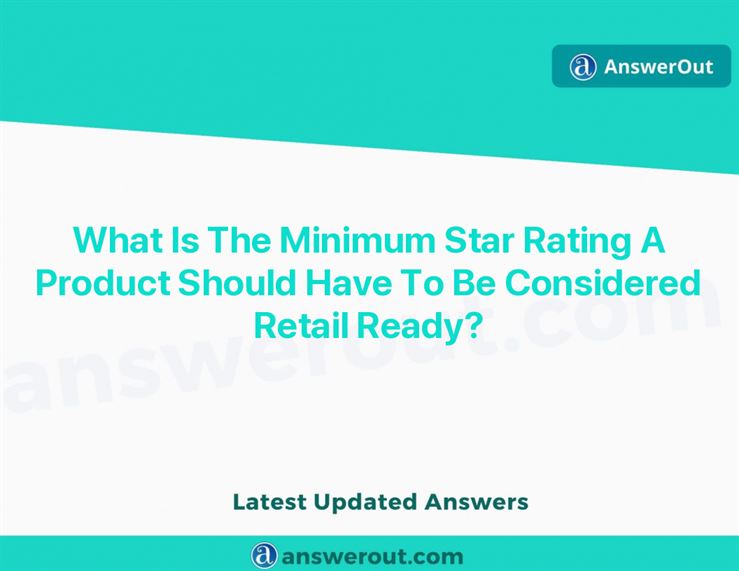 AnswerOut
What Is The Minimum Star Rating A
Product Should Have To Be Considered
Retail Ready?
answerout.com
Latest Updated Answers
answerout.com